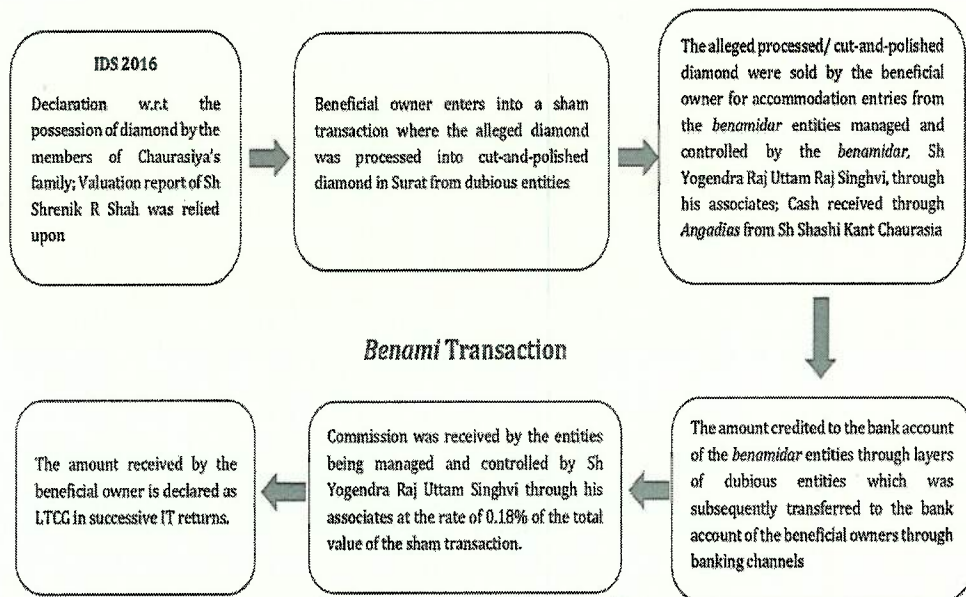 IDS 2016
Declaration w.r.t the
possession of diamond by the
members of Chaurasiya's
family; Valuation report of Sh
Shrenik R Shah was relied
upon
Beneficial owner enters into a sham
transaction where the alleged diamond
was processed into cut-and-polished
diamond in Surat from dubious entities
The alleged processed/ cut-and-polished
diamond were sold by the beneficial
owner for accommodation entries from
the benamidar entities managed and
controlled by the benamidar, Sh
Yogendra Raj Uttam Raj Singhvi, through
his associates; Cash received through
Angadias from Sh Shashi Kant Chaurasia
Benami Transaction
The amount credited to the bank account
of the benamidar entities through layers
of dubious entities which was
subsequently transferred to the bank
account of the beneficial owners through
banking channels
Commission was received by the entities
being managed and controlled by Sh
Yogendra Raj Uttam Singhvi through his
associates at the rate of 0.18% of the total
value of the sham transaction.
The amount received by the
beneficial owner is declared as
LTCG in successive IT returns.